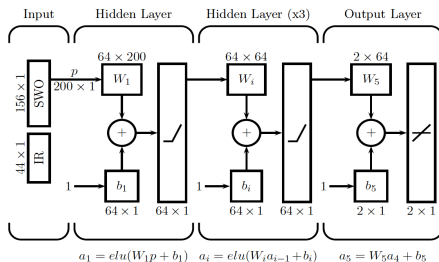 Input
Hidden Layer
Hidden Layer (x3)
Output Layer
156 × 1
SWO
44 × 1
IR
p
200 × 1
64 × 200
W₁
+
1
b₁
64 × 1
64 × 1
64 × 64
Wᵢ
+
1
bᵢ
64 × 1
64 × 1
2 × 64
W₅
+
1
b₅
2 × 1
2 × 1
a₁ = elu(W₁p + b₁)
aᵢ = elu(Wᵢaᵢ₋₁+bᵢ)
a₅ = W₅a₄ + b₅